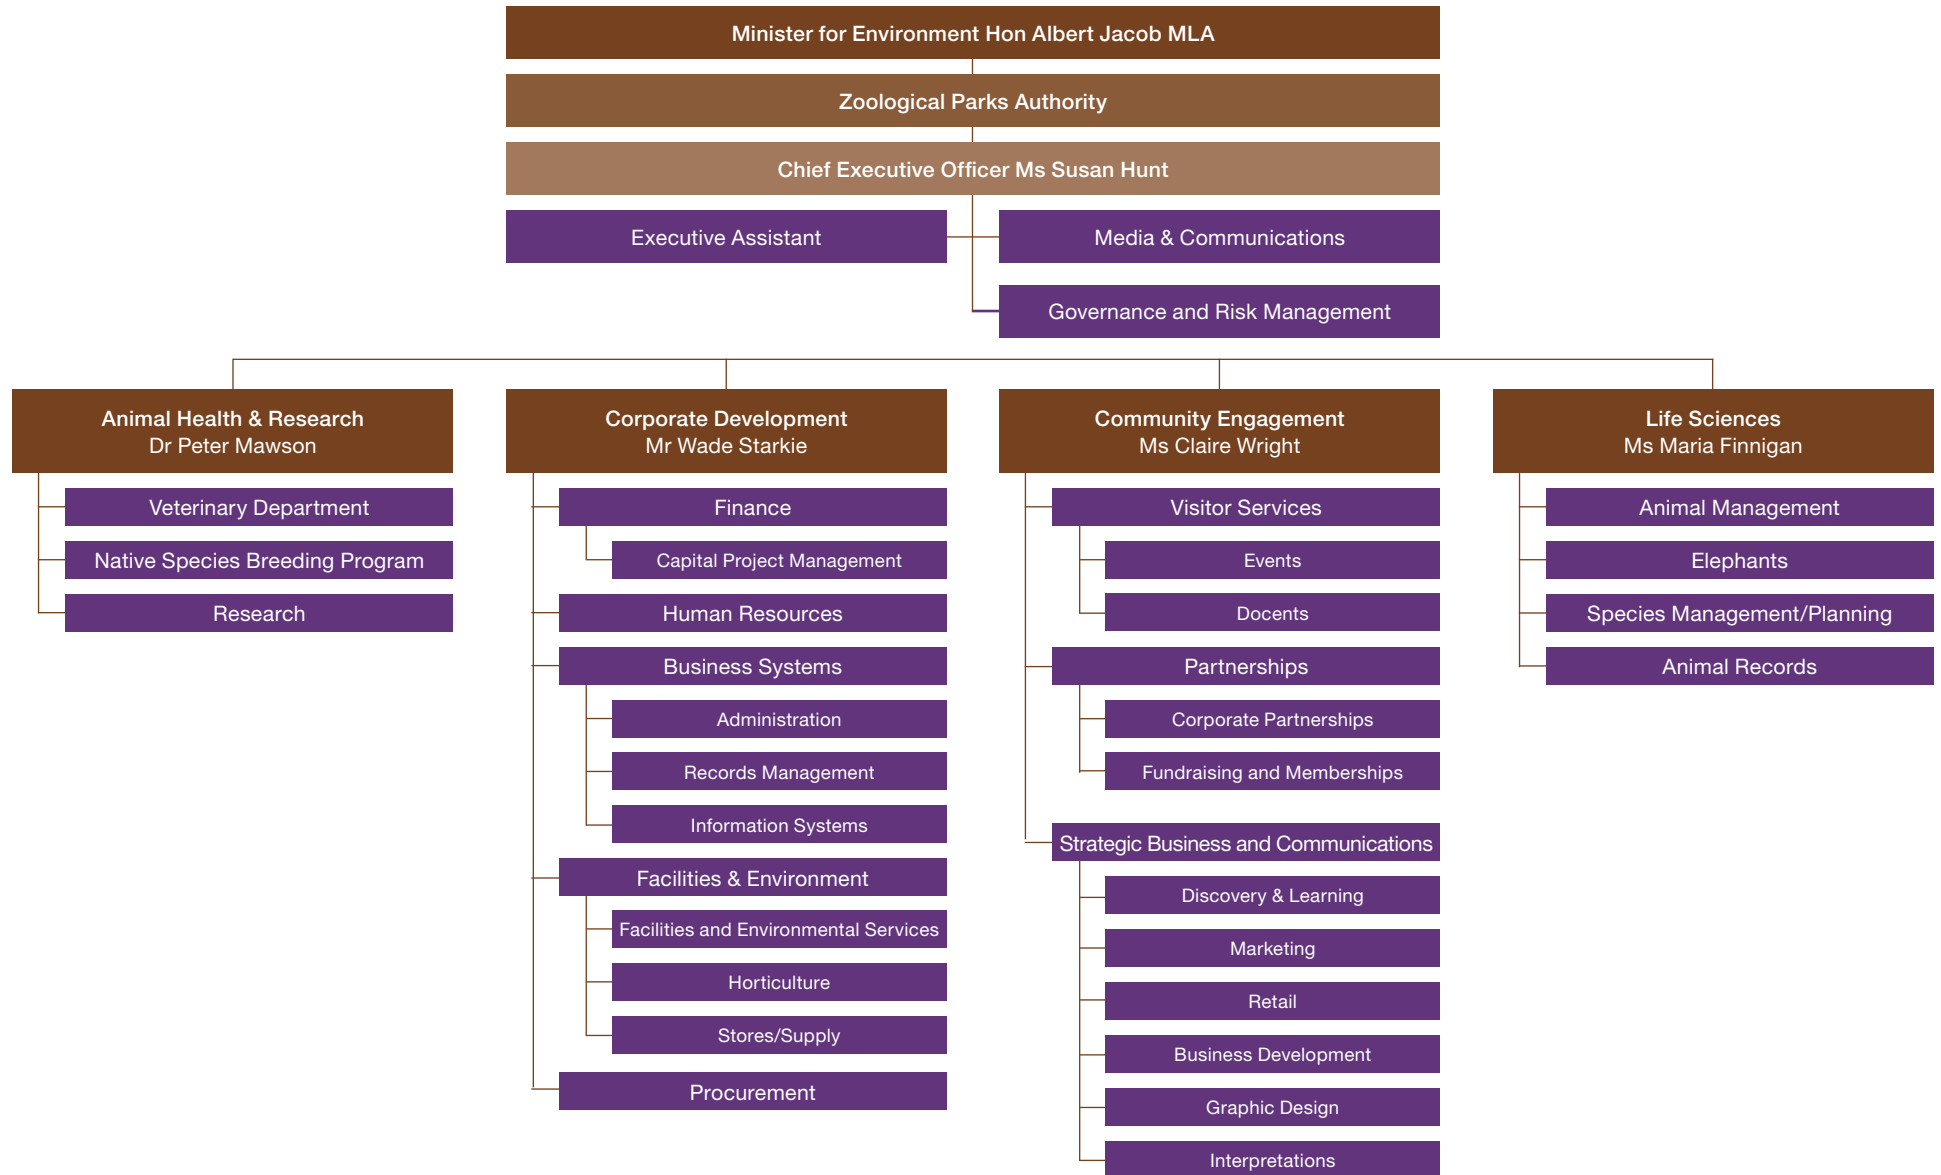 Minister for Environment Hon Albert Jacob MLA
Zoological Parks Authority
Chief Executive Officer Ms Susan Hunt
Executive Assistant
Media & Communications
Governance and Risk Management
Animal Health & Research
Dr Peter Mawson
Veterinary Department
Native Species Breeding Program
Research
Corporate Development
Mr Wade Starkie
Finance
Capital Project Management
Human Resources
Business Systems
Administration
Records Management
Information Systems
Facilities & Environment
Facilities and Environmental Services
Horticulture
Stores/Supply
Procurement
Community Engagement
Ms Claire Wright
Visitor Services
Events
Docents
Partnerships
Corporate Partnerships
Fundraising and Memberships
Strategic Business and Communications
Discovery & Learning
Marketing
Retail
Business Development
Graphic Design
Interpretations
Life Sciences
Ms Maria Finnigan
Animal Management
Elephants
Species Management/Planning
Animal Records